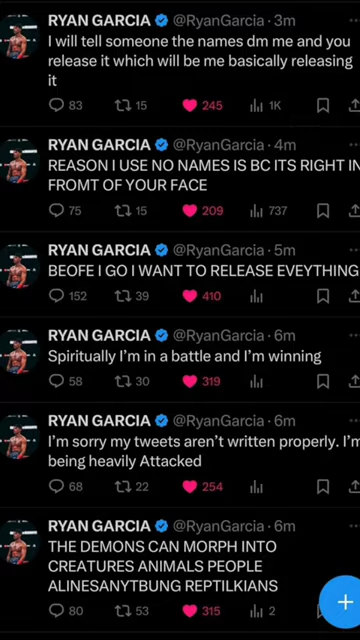 RYAN GARCIA @RyanGarcia · 3m
I will tell someone the names dm me and you
release it which will be me basically releasing
it
83 15 245 1K
RYAN GARCIA @RyanGarcia · 4m
REASON I USE NO NAMES IS BC ITS RIGHT IN
FROMT OF YOUR FACE
75 15 209 737
RYAN GARCIA @RyanGarcia · 5m
BEOFE I GO I WANT TO RELEASE EVEYTHING
152 39 410
RYAN GARCIA @RyanGarcia · 6m
Spiritually I'm in a battle and I'm winning
58 30 319
RYAN GARCIA @RyanGarcia · 6m
I'm sorry my tweets aren't written properly. I'm
being heavily Attacked
68 22 254
RYAN GARCIA @RyanGarcia · 6m
THE DEMONS CAN MORPH INTO
CREATURES ANIMALS PEOPLE
ALINESANYTBUNG REPTILKIANS
80 53 315 2